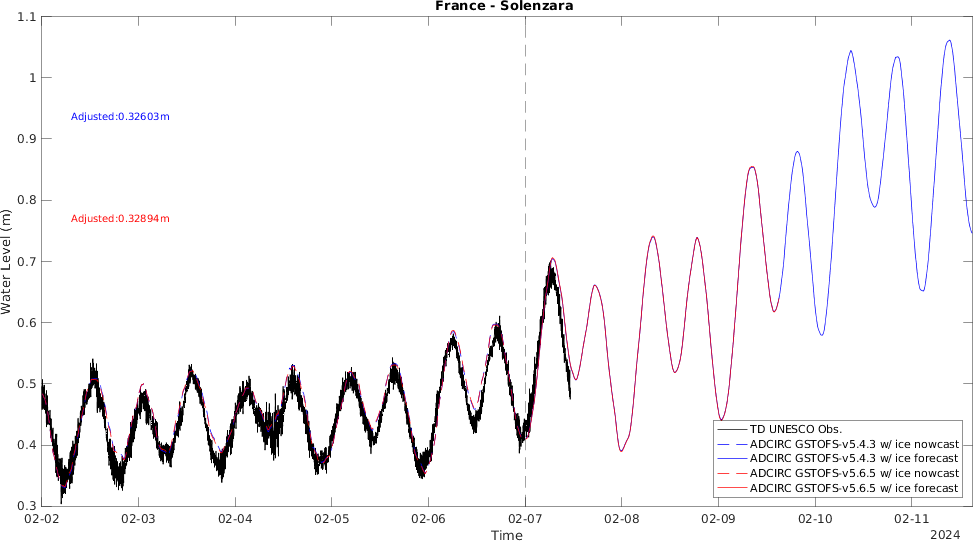 France - Solenzara
1.1
1
0.9
0.8
0.7
0.6
0.5
0.4
0.3
Water Level (m)
Adjusted:0.32603m
Adjusted:0.32894m
TD UNESCO Obs.
ADCIRC GSTOFS-v5.4.3 w/ ice nowcast
ADCIRC GSTOFS-v5.4.3 w/ ice forecast
ADCIRC GSTOFS-v5.6.5 w/ ice nowcast
ADCIRC GSTOFS-v5.6.5 w/ ice forecast
02-02 02-03 02-04 02-05 02-06 02-07 02-08 02-09 02-10 02-11
Time
2024